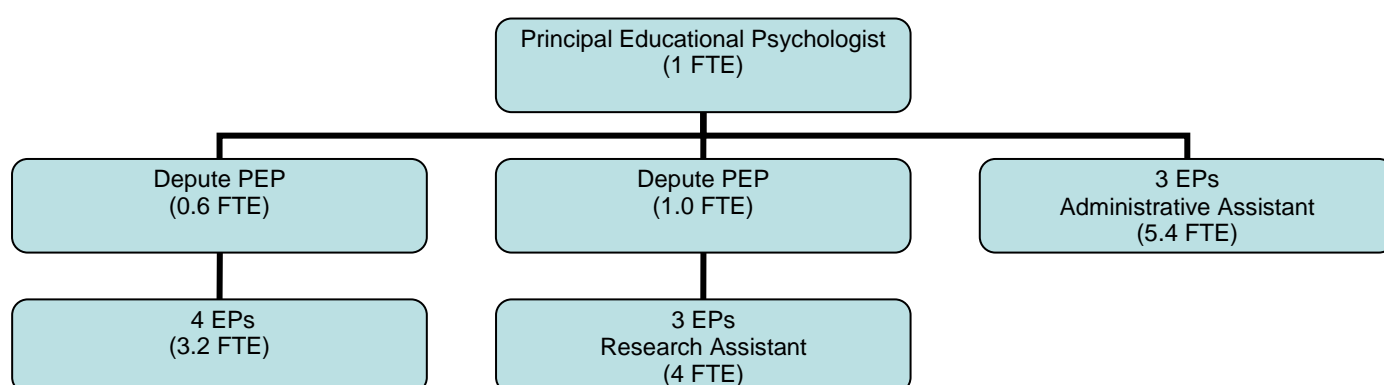 Principal Educational Psychologist
(1 FTE)
Depute PEP
(0.6 FTE)
Depute PEP
(1.0 FTE)
3 EPs
Administrative Assistant
(5.4 FTE)
4 EPs
(3.2 FTE)
3 EPs
Research Assistant
(4 FTE)